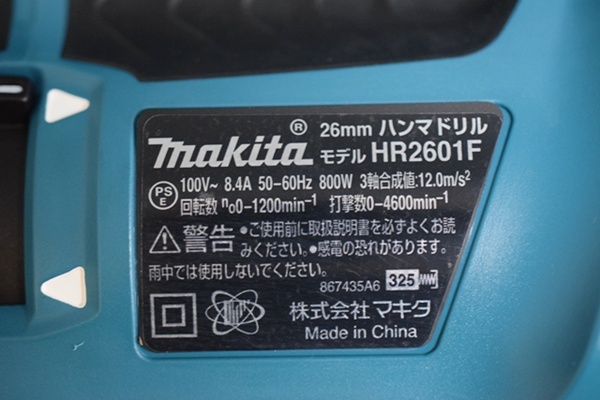 makita® 26mm ハンマドリル
モデル HR2601F
PSE 100V~ 8.4A 50-60Hz 800W 3軸合成値:12.0m/s²
回転数 n₀0-1200min⁻¹ 打撃数0-4600min⁻¹
⚠警告 •ご使用前に取扱説明書を必ずよくお読
みください。•感電の恐れがあります。
雨中では使用しないでください。
867435A6 325
株式会社マキタ
Made in China